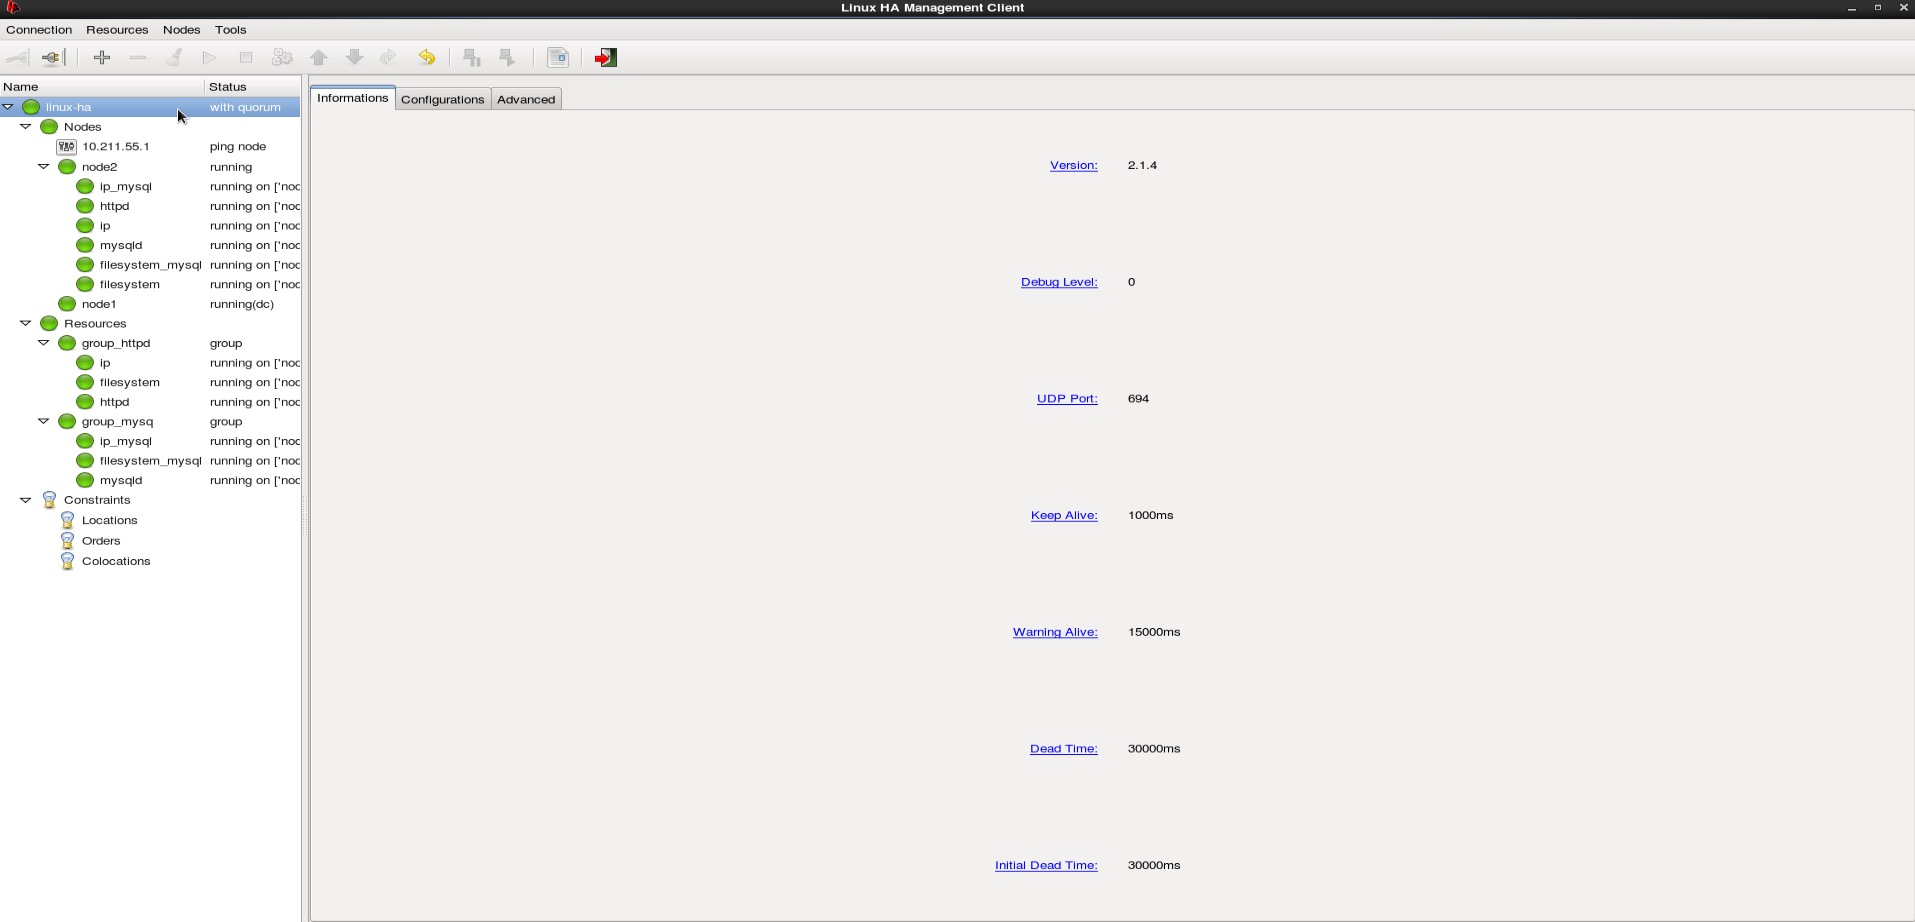 Linux HA Management Client
Connection Resources Nodes Tools
Name Status
linux-ha with quorum
Nodes
10.211.55.1 ping node
node2 running
ip_mysql running on ['noc
httpd running on ['noc
ip running on ['noc
mysqld running on ['noc
filesystem_mysql running on ['noc
filesystem running on ['noc
node1 running(dc)
Resources
group_httpd group
ip running on ['noc
filesystem running on ['noc
httpd running on ['noc
group_mysq group
ip_mysql running on ['noc
filesystem_mysql running on ['noc
mysqld running on ['noc
Constraints
Locations
Orders
Colocations
Informations Configurations Advanced
Version: 2.1.4
Debug Level: 0
UDP Port: 694
Keep Alive: 1000ms
Warning Alive: 15000ms
Dead Time: 30000ms
Initial Dead Time: 30000ms